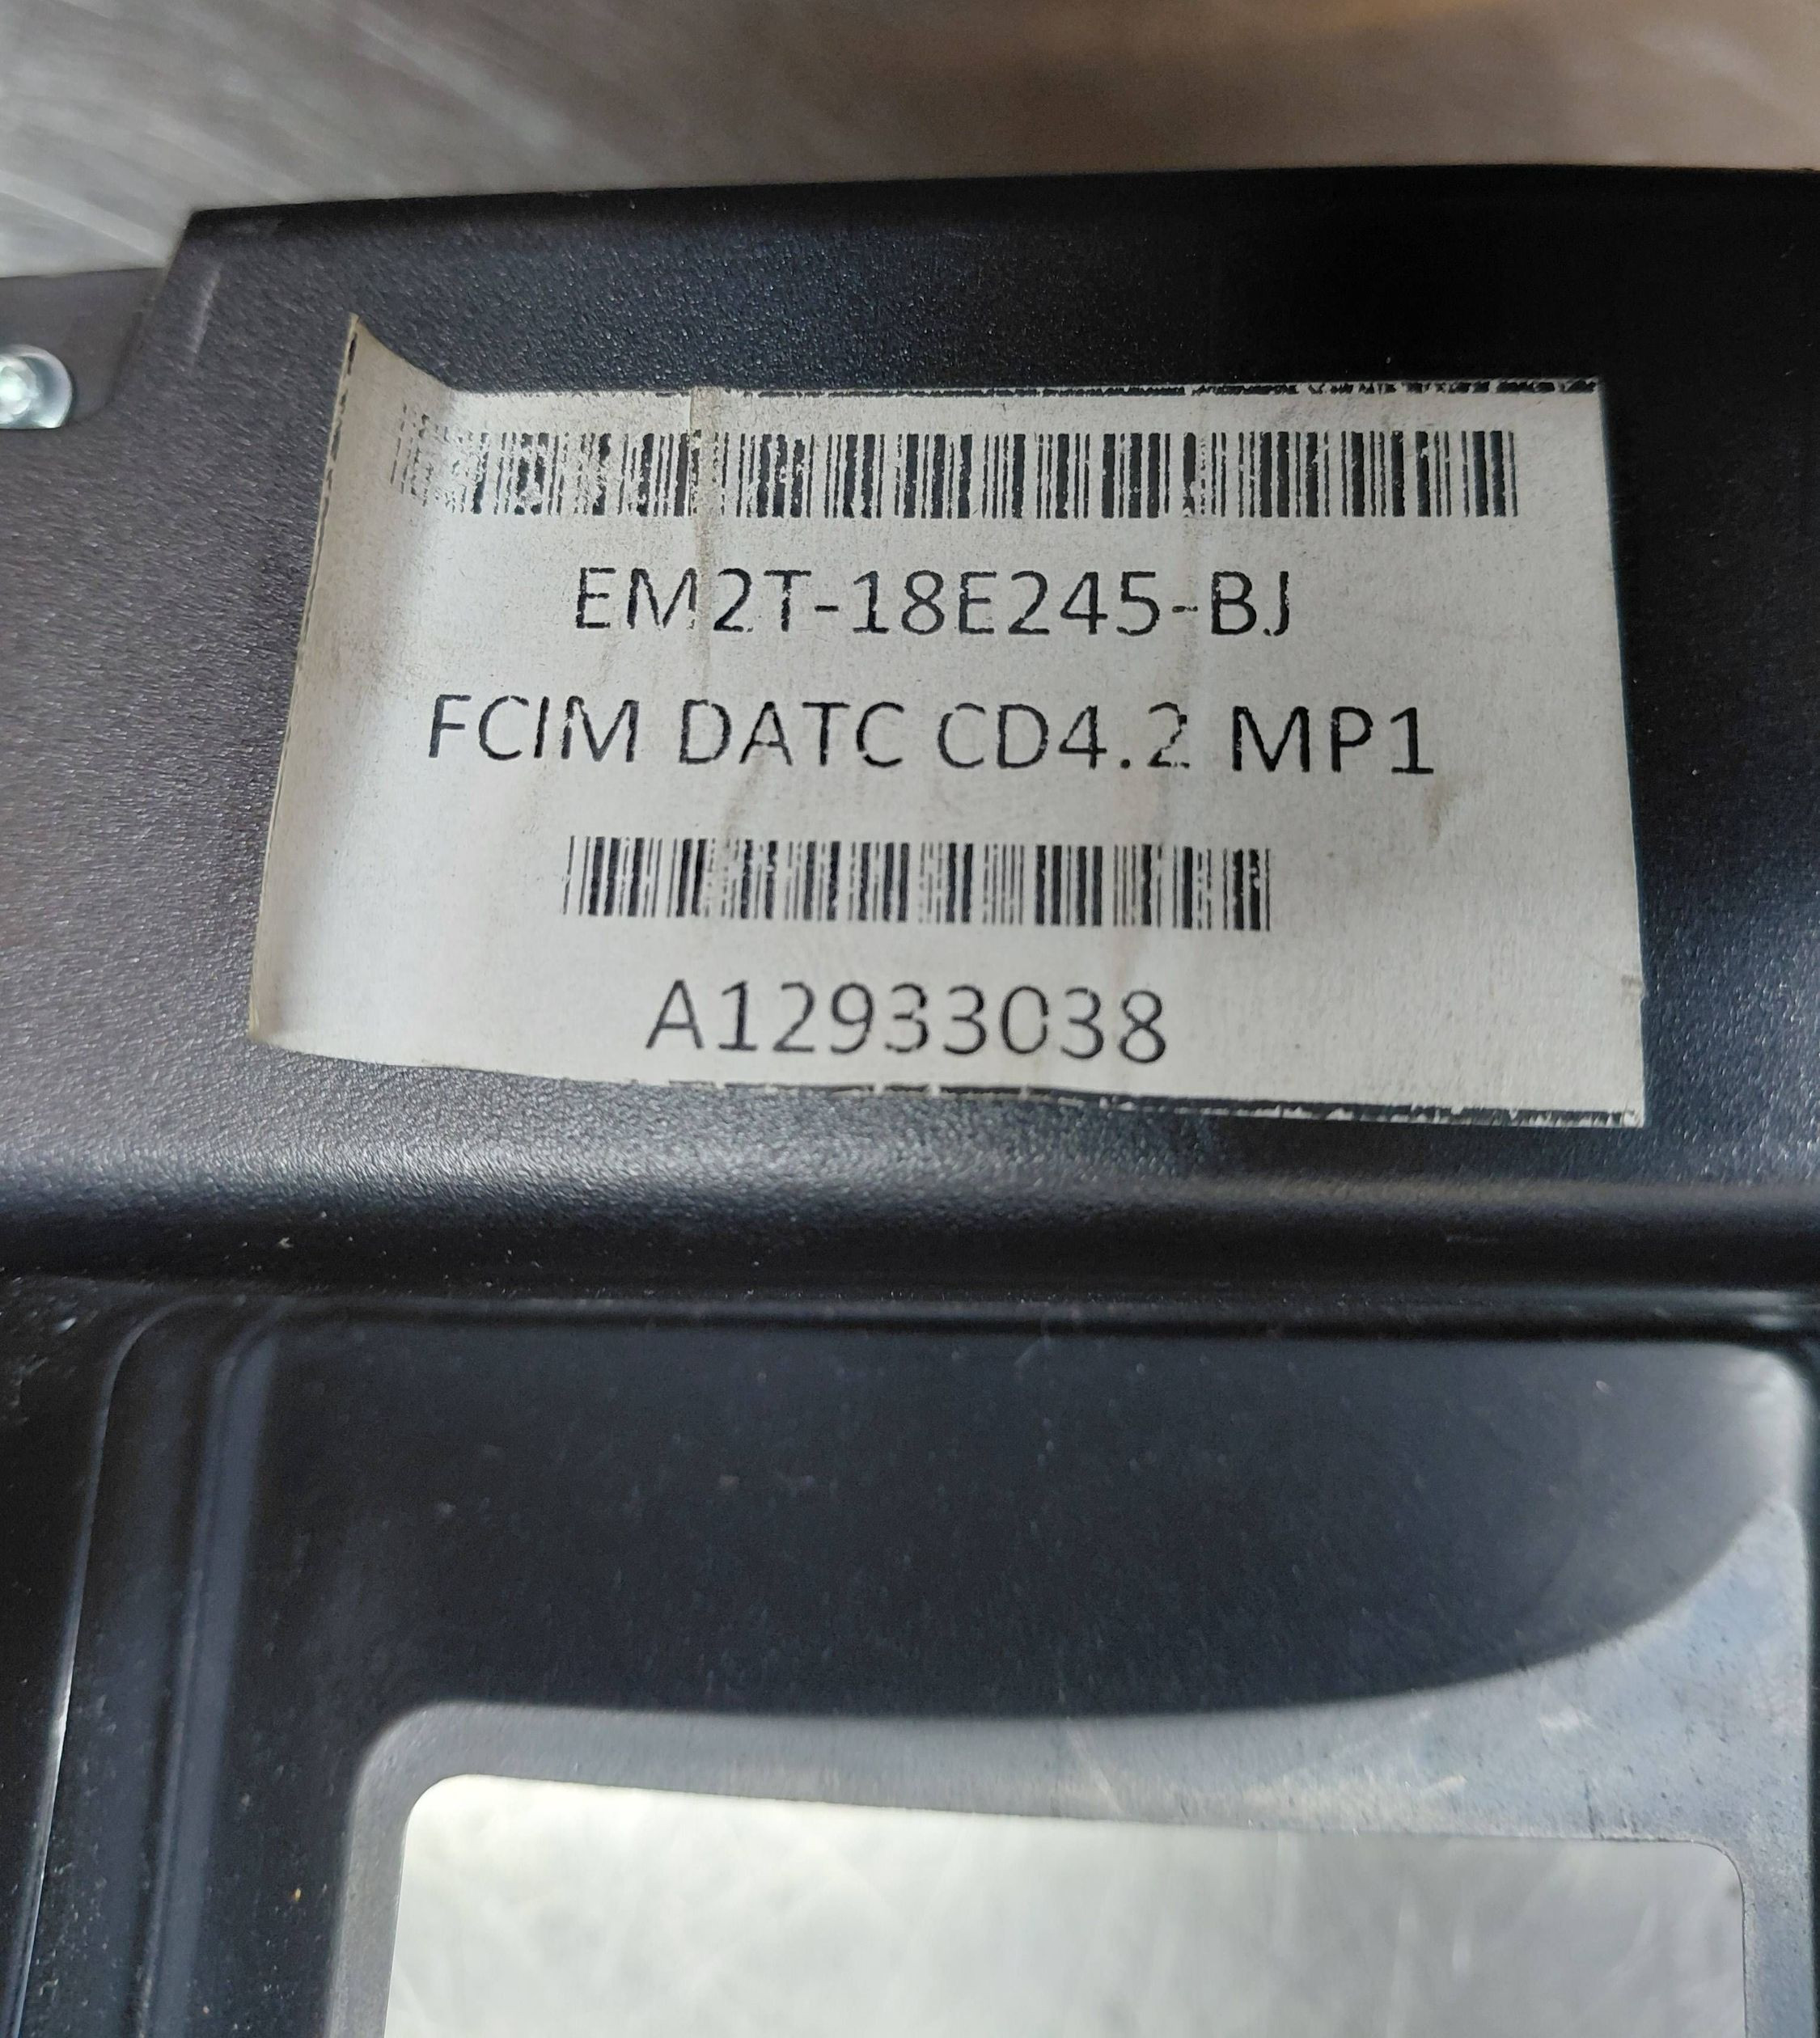 EM2T-18E245-BJ
FCIM DATC CD4.2 MP1
A12933038